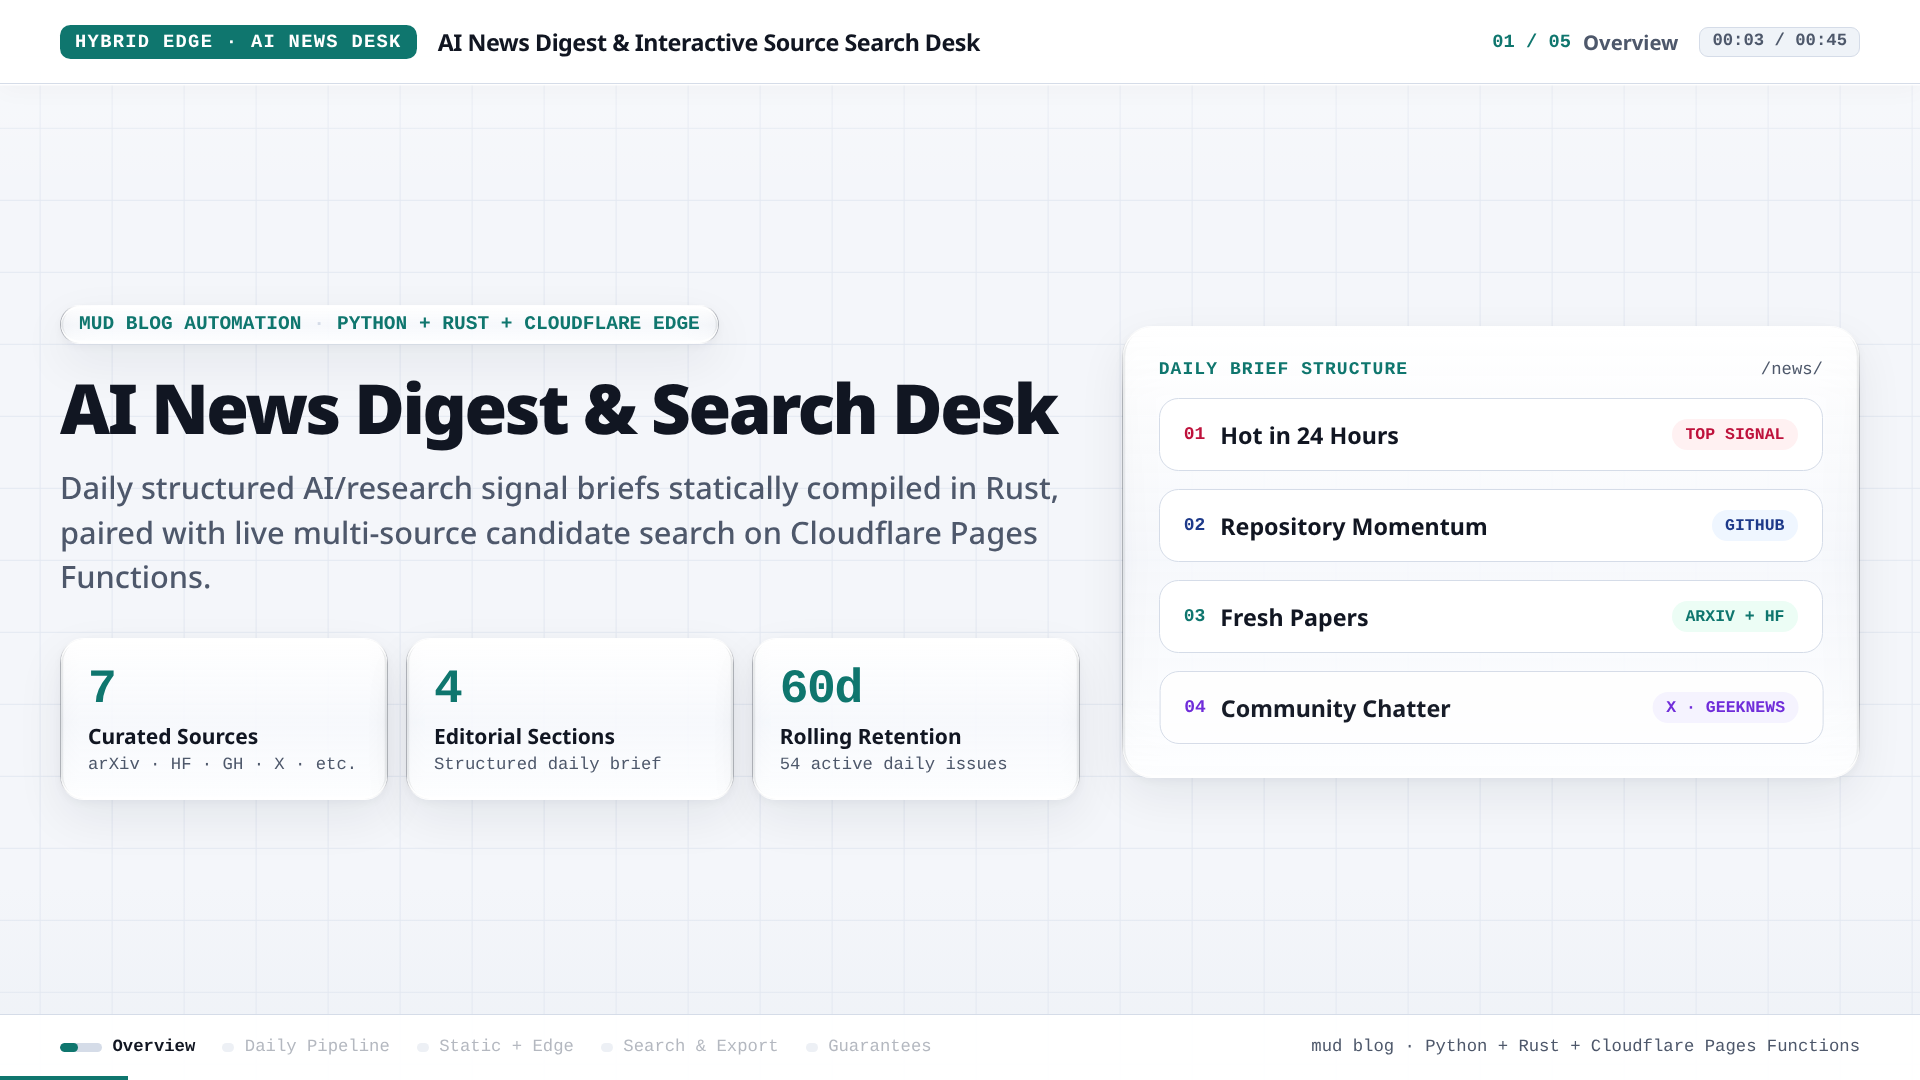 HYBRID EDGE · AI NEWS DESK
AI News Digest & Interactive Source Search Desk
01 / 05 Overview
00:03 / 00:45
MUD BLOG AUTOMATION · PYTHON + RUST + CLOUDFLARE EDGE
AI News Digest & Search Desk
Daily structured AI/research signal briefs statically compiled in Rust,
paired with live multi-source candidate search on Cloudflare Pages
Functions.
7
Curated Sources
arXiv · HF · GH · X · etc.
4
Editorial Sections
Structured daily brief
60d
Rolling Retention
54 active daily issues
DAILY BRIEF STRUCTURE
/news/
01 Hot in 24 Hours
TOP SIGNAL
02 Repository Momentum
GITHUB
03 Fresh Papers
ARXIV + HF
04 Community Chatter
X · GEEKNEWS
Overview
Daily Pipeline
Static + Edge
Search & Export
Guarantees
mud blog · Python + Rust + Cloudflare Pages Functions